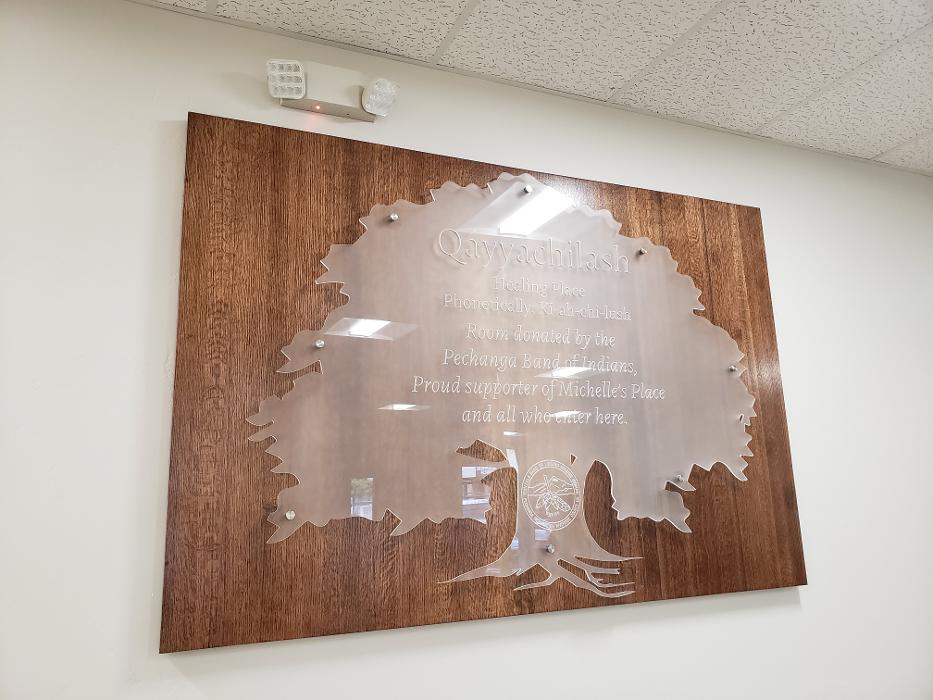 Qayyachilash
Healing Place
Phonetically: Ki-ah-chi-lush
Room donated by the
Pechanga Band of Indians,
Proud supporter of Michelle's Place
and all who enter here.